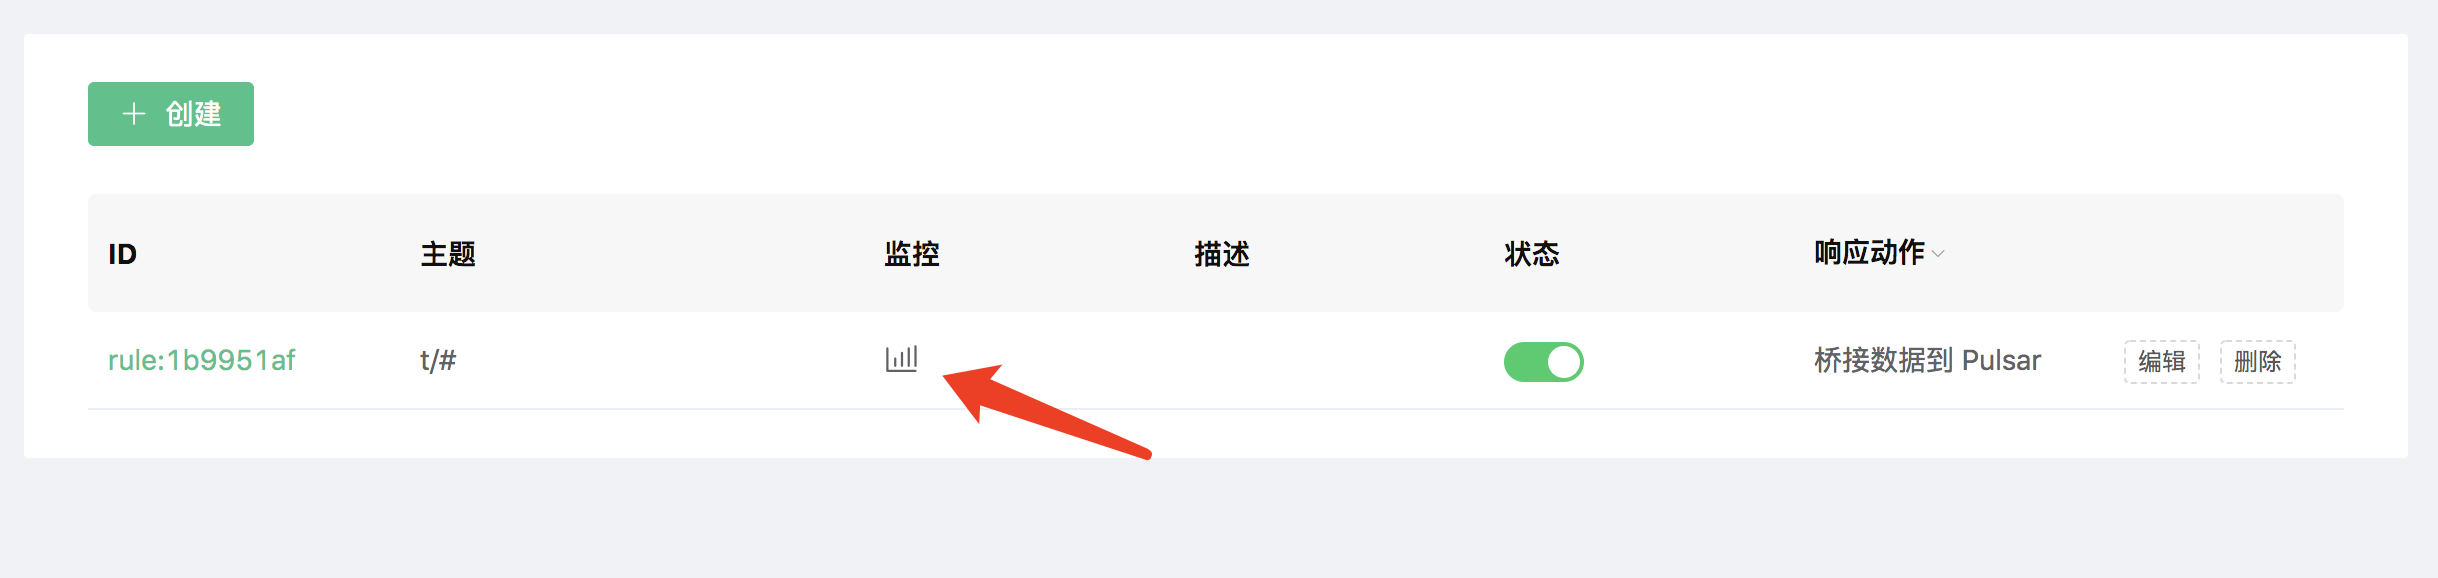 创建
ID 主题 监控 描述 状态 响应动作
rule:1b9951af t/# 桥接数据到 Pulsar 编辑 删除